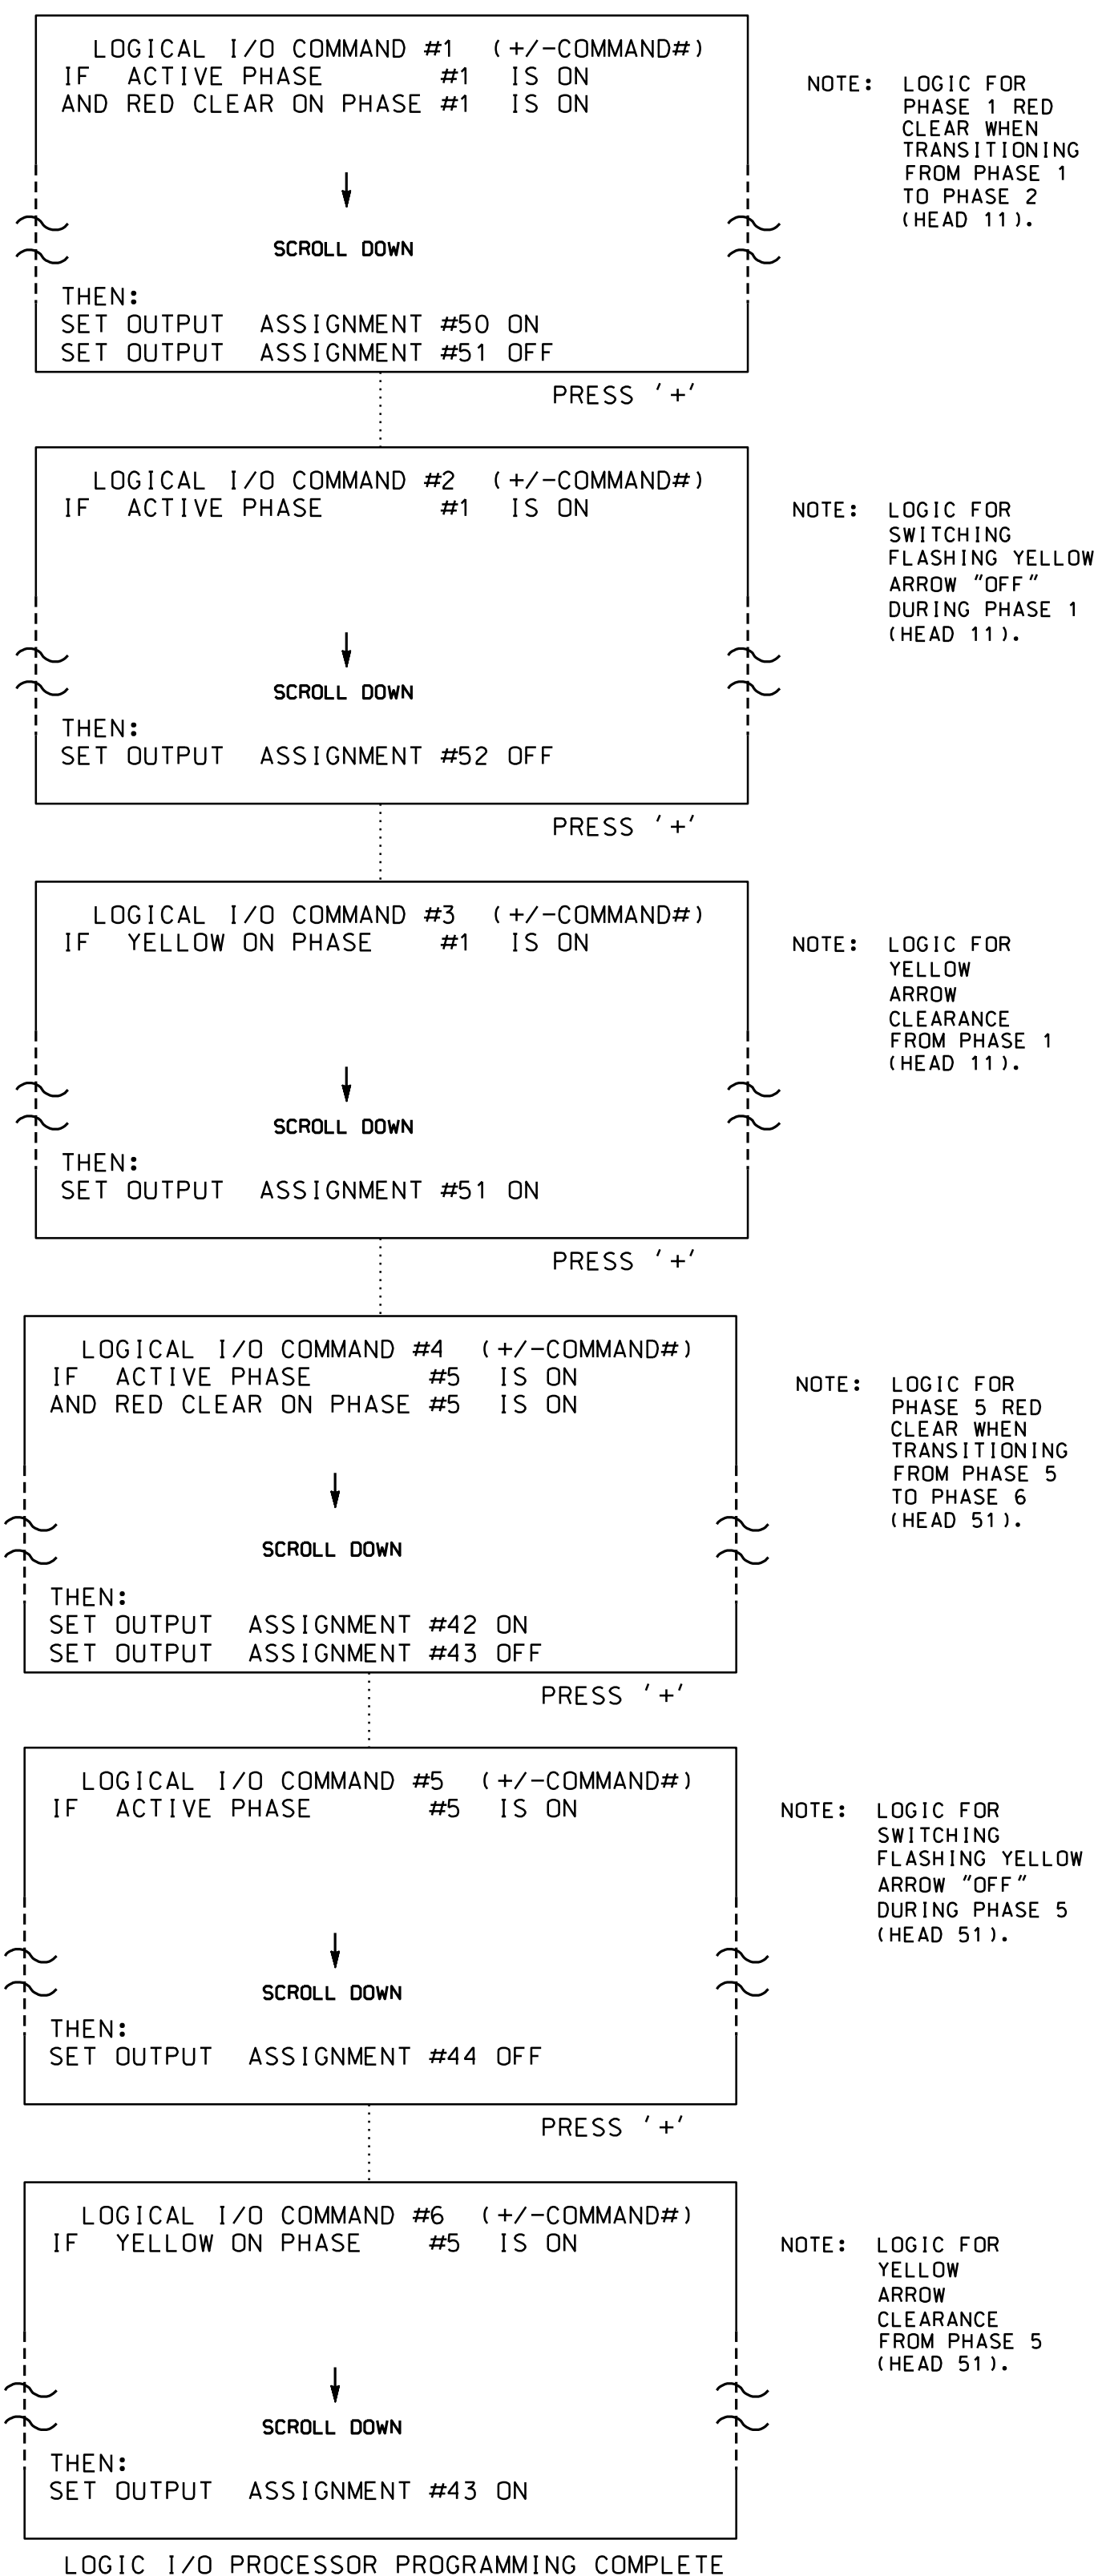 LOGICAL I/O COMMAND #1 (+/-COMMAND#)
IF ACTIVE PHASE #1 IS ON
AND RED CLEAR ON PHASE #1 IS ON
SCROLL DOWN
THEN:
SET OUTPUT ASSIGNMENT #50 ON
SET OUTPUT ASSIGNMENT #51 OFF
NOTE: LOGIC FOR
PHASE 1 RED
CLEAR WHEN
TRANSITIONING
FROM PHASE 1
TO PHASE 2
(HEAD 11).
PRESS '+'
LOGICAL I/O COMMAND #2 (+/-COMMAND#)
IF ACTIVE PHASE #1 IS ON
SCROLL DOWN
THEN:
SET OUTPUT ASSIGNMENT #52 OFF
NOTE: LOGIC FOR
SWITCHING
FLASHING YELLOW
ARROW "OFF"
DURING PHASE 1
(HEAD 11).
PRESS '+'
LOGICAL I/O COMMAND #3 (+/-COMMAND#)
IF YELLOW ON PHASE #1 IS ON
SCROLL DOWN
THEN:
SET OUTPUT ASSIGNMENT #51 ON
NOTE: LOGIC FOR
YELLOW
ARROW
CLEARANCE
FROM PHASE 1
(HEAD 11).
PRESS '+'
LOGICAL I/O COMMAND #4 (+/-COMMAND#)
IF ACTIVE PHASE #5 IS ON
AND RED CLEAR ON PHASE #5 IS ON
SCROLL DOWN
THEN:
SET OUTPUT ASSIGNMENT #42 ON
SET OUTPUT ASSIGNMENT #43 OFF
NOTE: LOGIC FOR
PHASE 5 RED
CLEAR WHEN
TRANSITIONING
FROM PHASE 5
TO PHASE 6
(HEAD 51).
PRESS '+'
LOGICAL I/O COMMAND #5 (+/-COMMAND#)
IF ACTIVE PHASE #5 IS ON
SCROLL DOWN
THEN:
SET OUTPUT ASSIGNMENT #44 OFF
NOTE: LOGIC FOR
SWITCHING
FLASHING YELLOW
ARROW "OFF"
DURING PHASE 5
(HEAD 51).
PRESS '+'
LOGICAL I/O COMMAND #6 (+/-COMMAND#)
IF YELLOW ON PHASE #5 IS ON
SCROLL DOWN
THEN:
SET OUTPUT ASSIGNMENT #43 ON
NOTE: LOGIC FOR
YELLOW
ARROW
CLEARANCE
FROM PHASE 5
(HEAD 51).
LOGIC I/O PROCESSOR PROGRAMMING COMPLETE